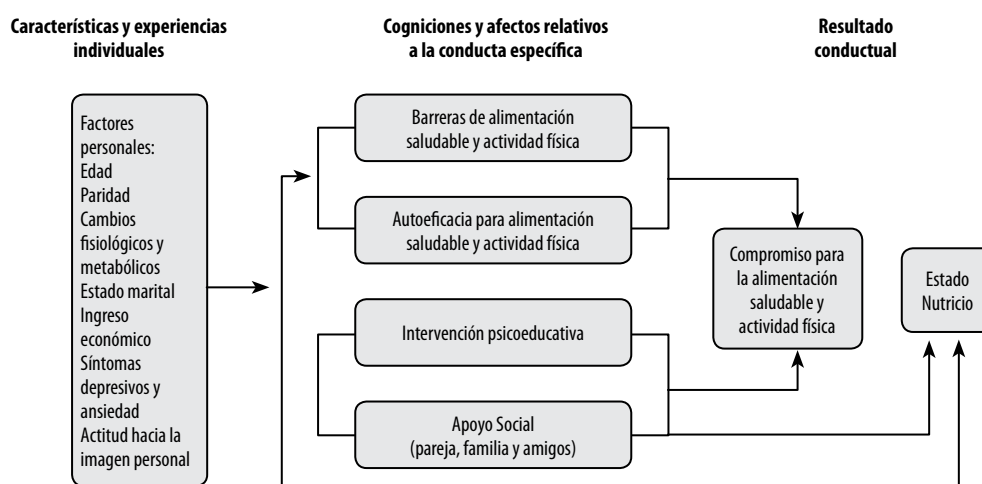 Características y experiencias
individuales
Cogniciones y afectos relativos
a la conducta específica
Resultado
conductual
Factores
personales:
Edad
Paridad
Cambios
fisiológicos y
metabólicos
Estado marital
Ingreso
económico
Síntomas
depresivos y
ansiedad
Actitud hacia la
imagen personal
Barreras de alimentación
saludable y actividad física
Autoeficacia para alimentación
saludable y actividad física
Intervención psicoeducativa
Apoyo Social
(pareja, familia y amigos)
Compromiso para
la alimentación
saludable y
actividad física
Estado
Nutricio